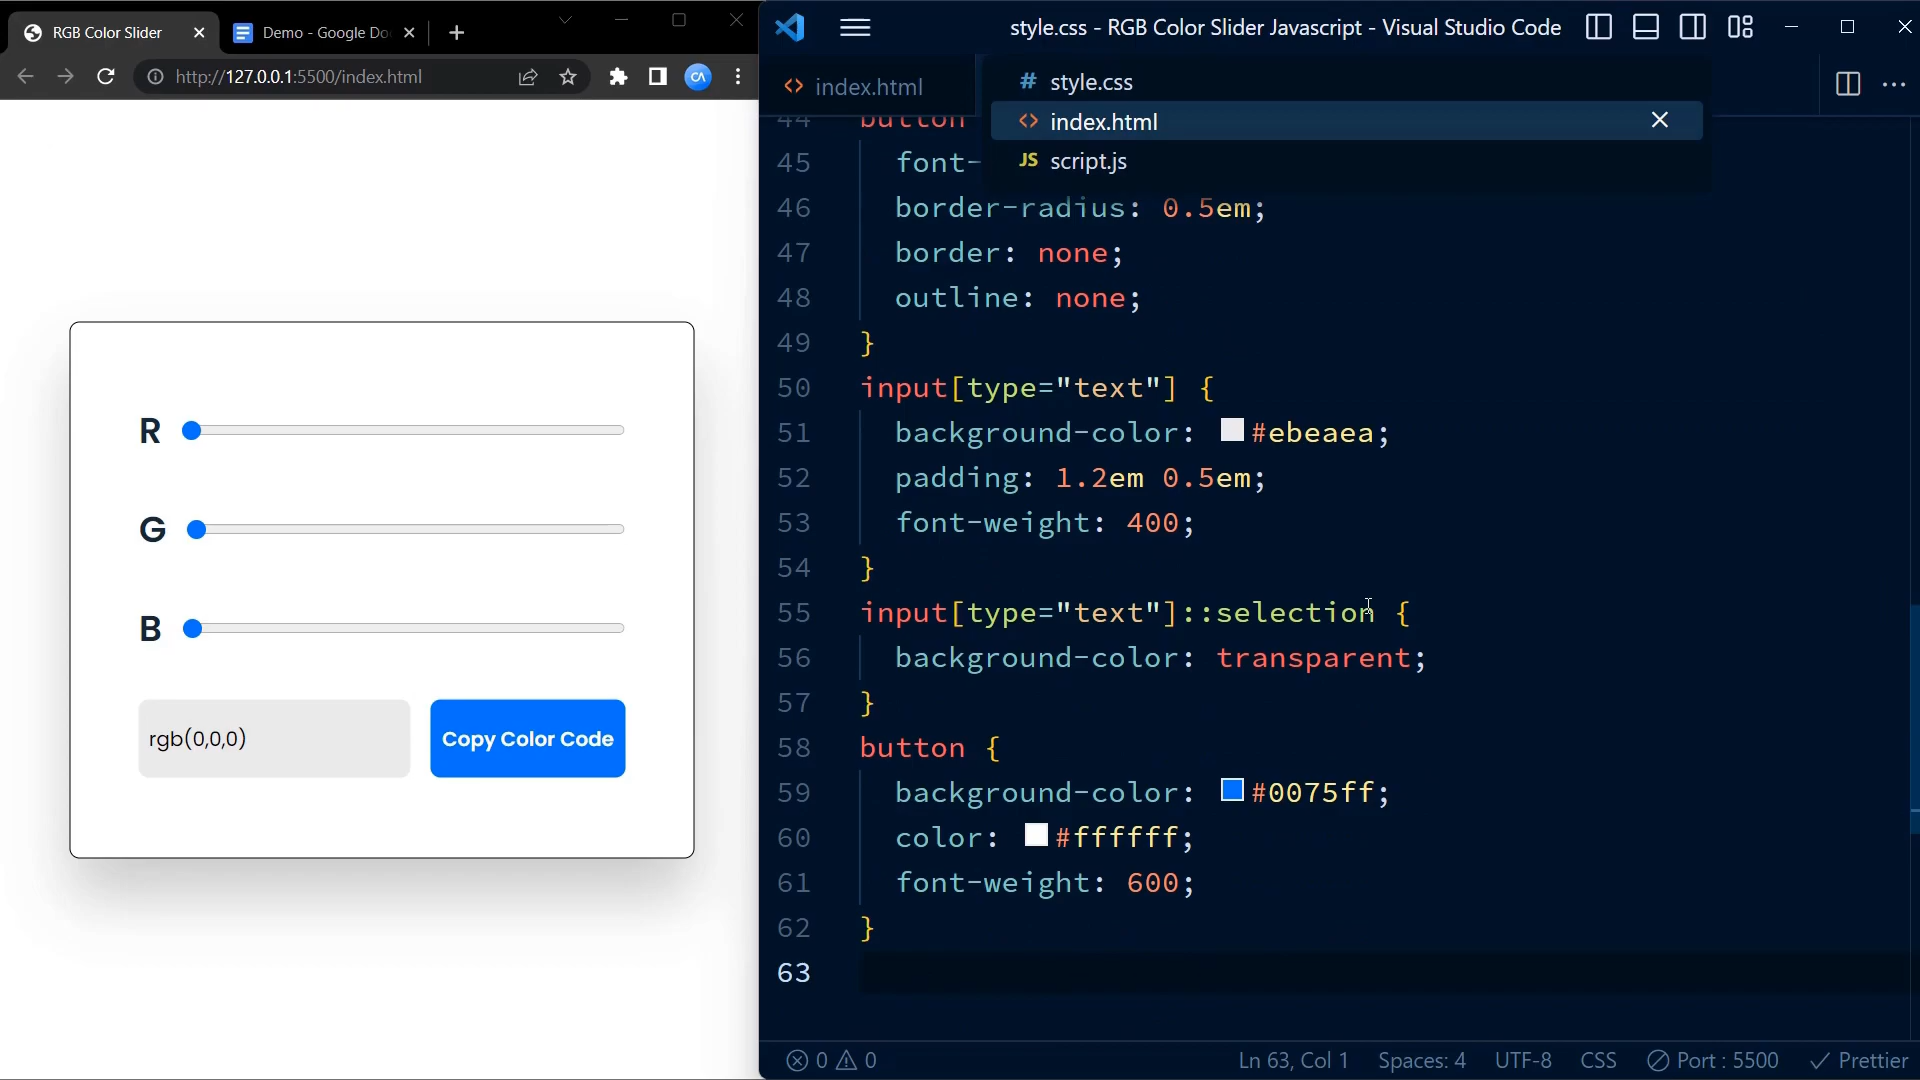 RGB Color Slider
Demo - Google Do
http://127.0.0.1:5500/index.html
CA
R
G
B
rgb(0,0,0)
Copy Color Code
style.css - RGB Color Slider Javascript - Visual Studio Code
<> index.html
# style.css
<> index.html
JS script.js
44 button
45 font-
46 border-radius: 0.5em;
47 border: none;
48 outline: none;
49 }
50 input[type="text"] {
51 background-color: #ebeaea;
52 padding: 1.2em 0.5em;
53 font-weight: 400;
54 }
55 input[type="text"]::selection {
56 background-color: transparent;
57 }
58 button {
59 background-color: #0075ff;
60 color: #ffffff;
61 font-weight: 600;
62 }
63
0 0 Ln 63, Col 1 Spaces: 4 UTF-8 CSS Port : 5500 Prettier